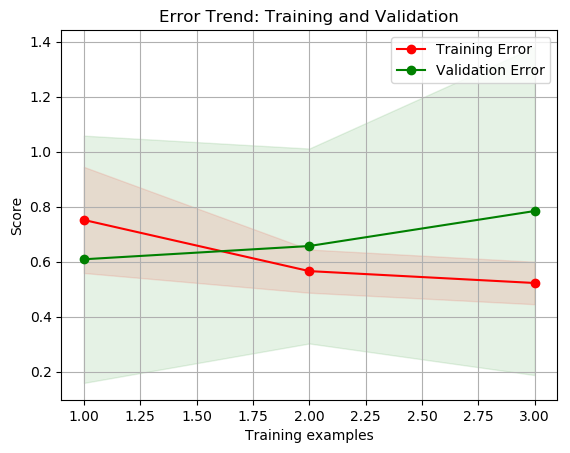 Error Trend: Training and Validation
Training Error
Validation Error
Score
1.4
1.2
1.0
0.8
0.6
0.4
0.2
1.00 1.25 1.50 1.75 2.00 2.25 2.50 2.75 3.00
Training examples